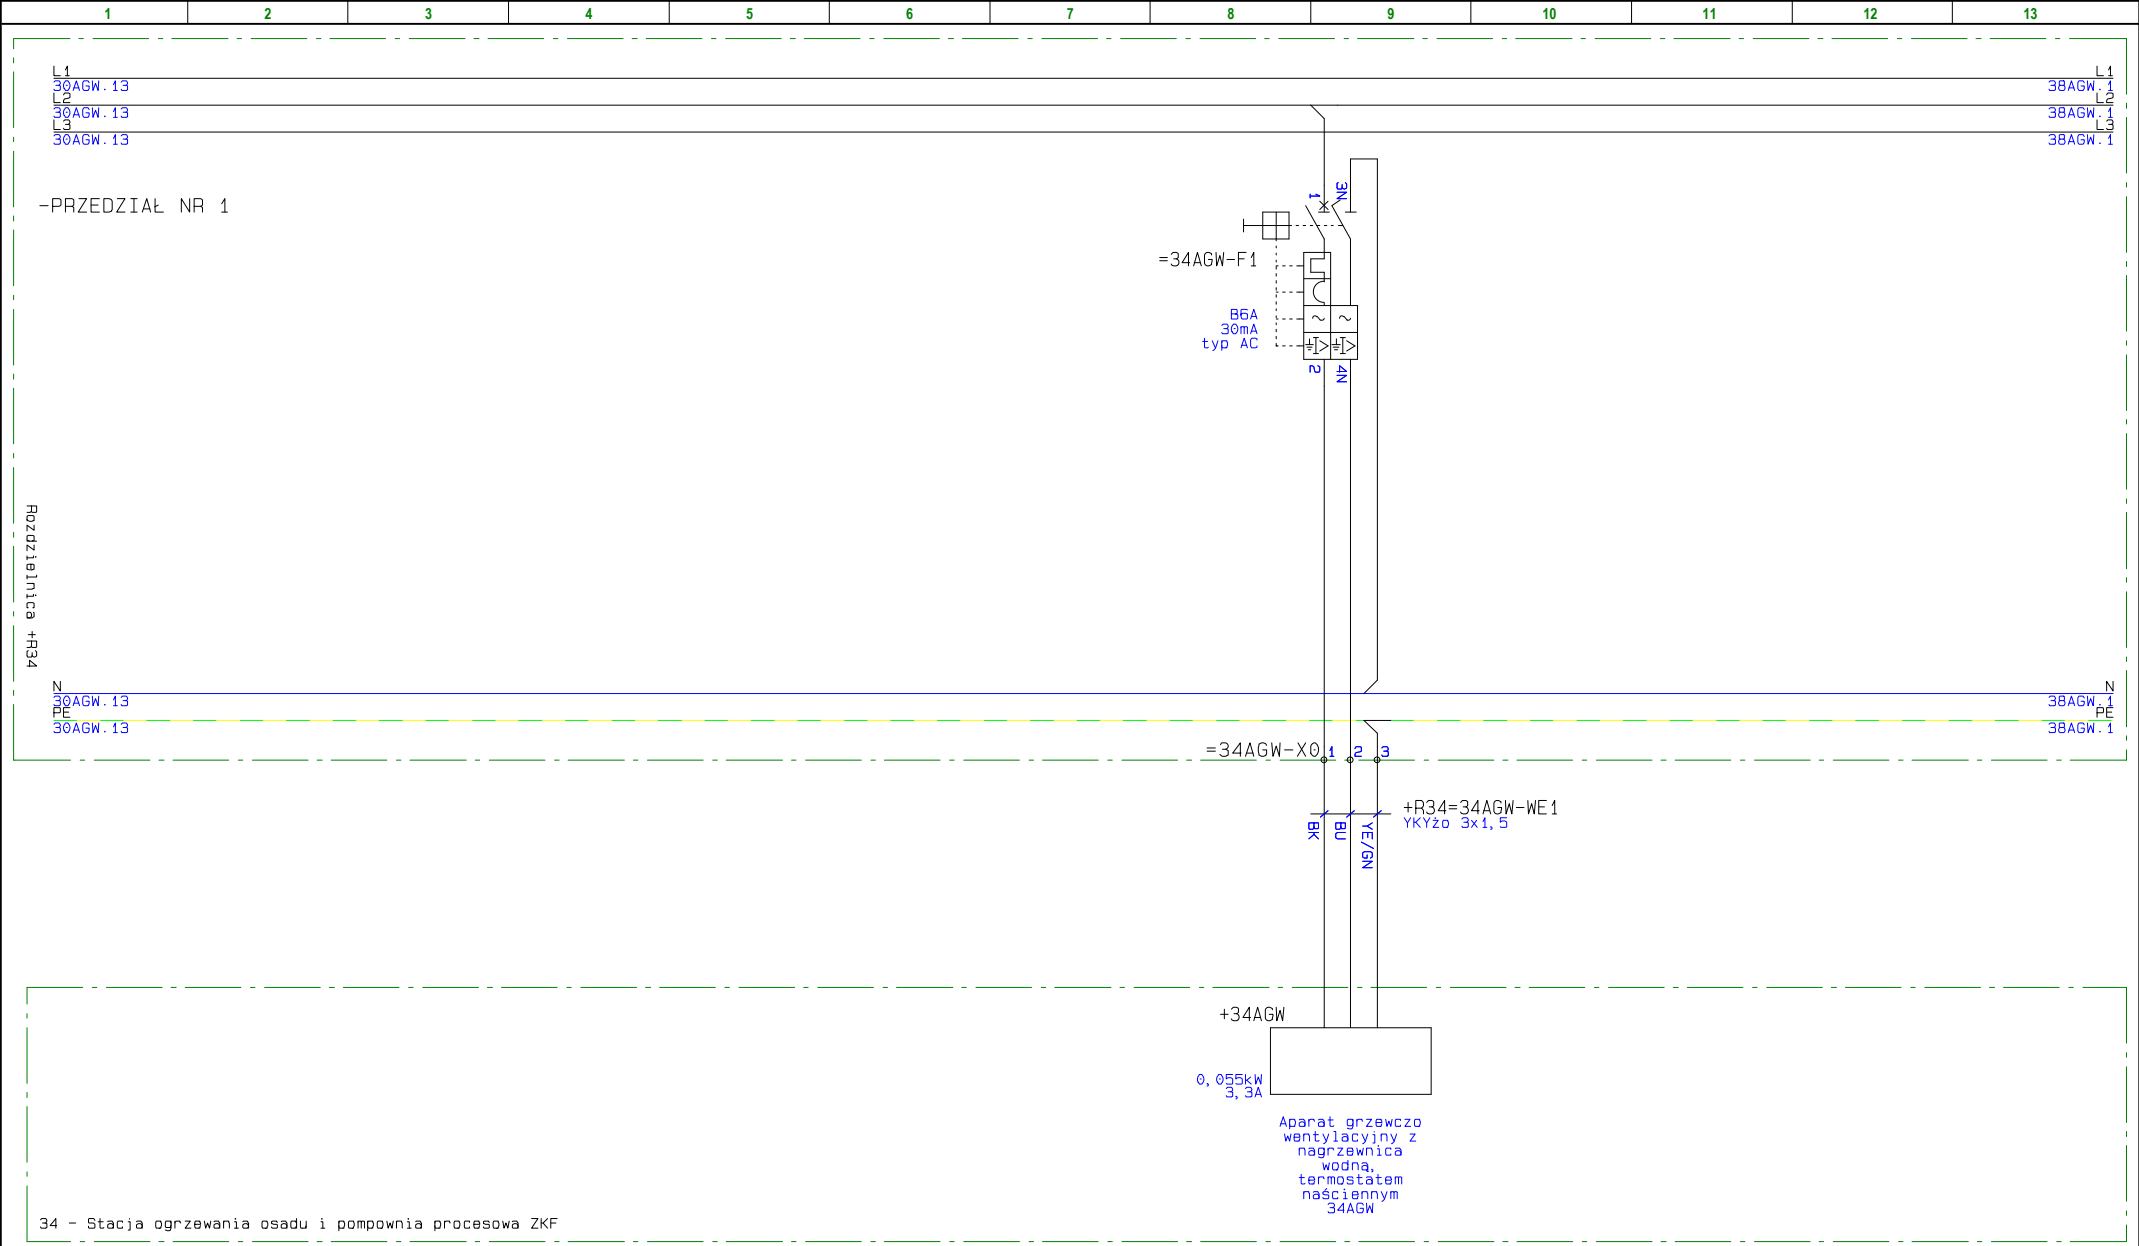 1 2 3 4 5 6 7 8 9 10 11 12 13
L1 L1
30AGW.13 38AGW.1
L2 L2
30AGW.13 38AGW.1
L3 L3
30AGW.13 38AGW.1
-PRZEDZIAŁ NR 1
1 3N
=34AGW-F1
B6A
30mA
typ AC
2 4N
Rozdzielnica +R34
N N
30AGW.13 38AGW.1
PE PE
30AGW.13 38AGW.1
=34AGW-X0 1 2 3
+R34=34AGW-WE1
YKYżo 3x1,5
BK BU YE/GN
+34AGW
0,055kW
3,3A
Aparat grzewczo
wentylacyjny z
nagrzewnica
wodną,
termostatem
naściennym
34AGW
34 - Stacja ogrzewania osadu i pompownia procesowa ZKF